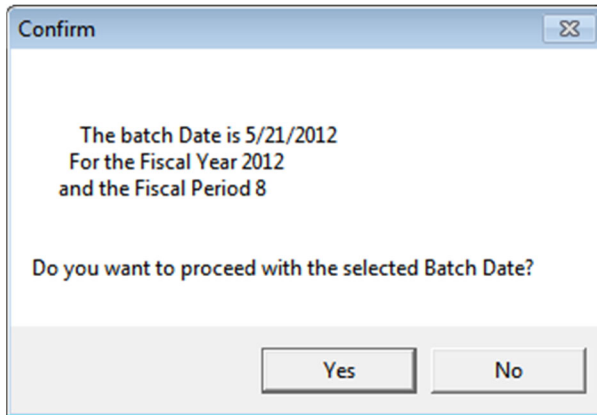 Confirm
The batch Date is 5/21/2012
For the Fiscal Year 2012
and the Fiscal Period 8
Do you want to proceed with the selected Batch Date?
Yes
No